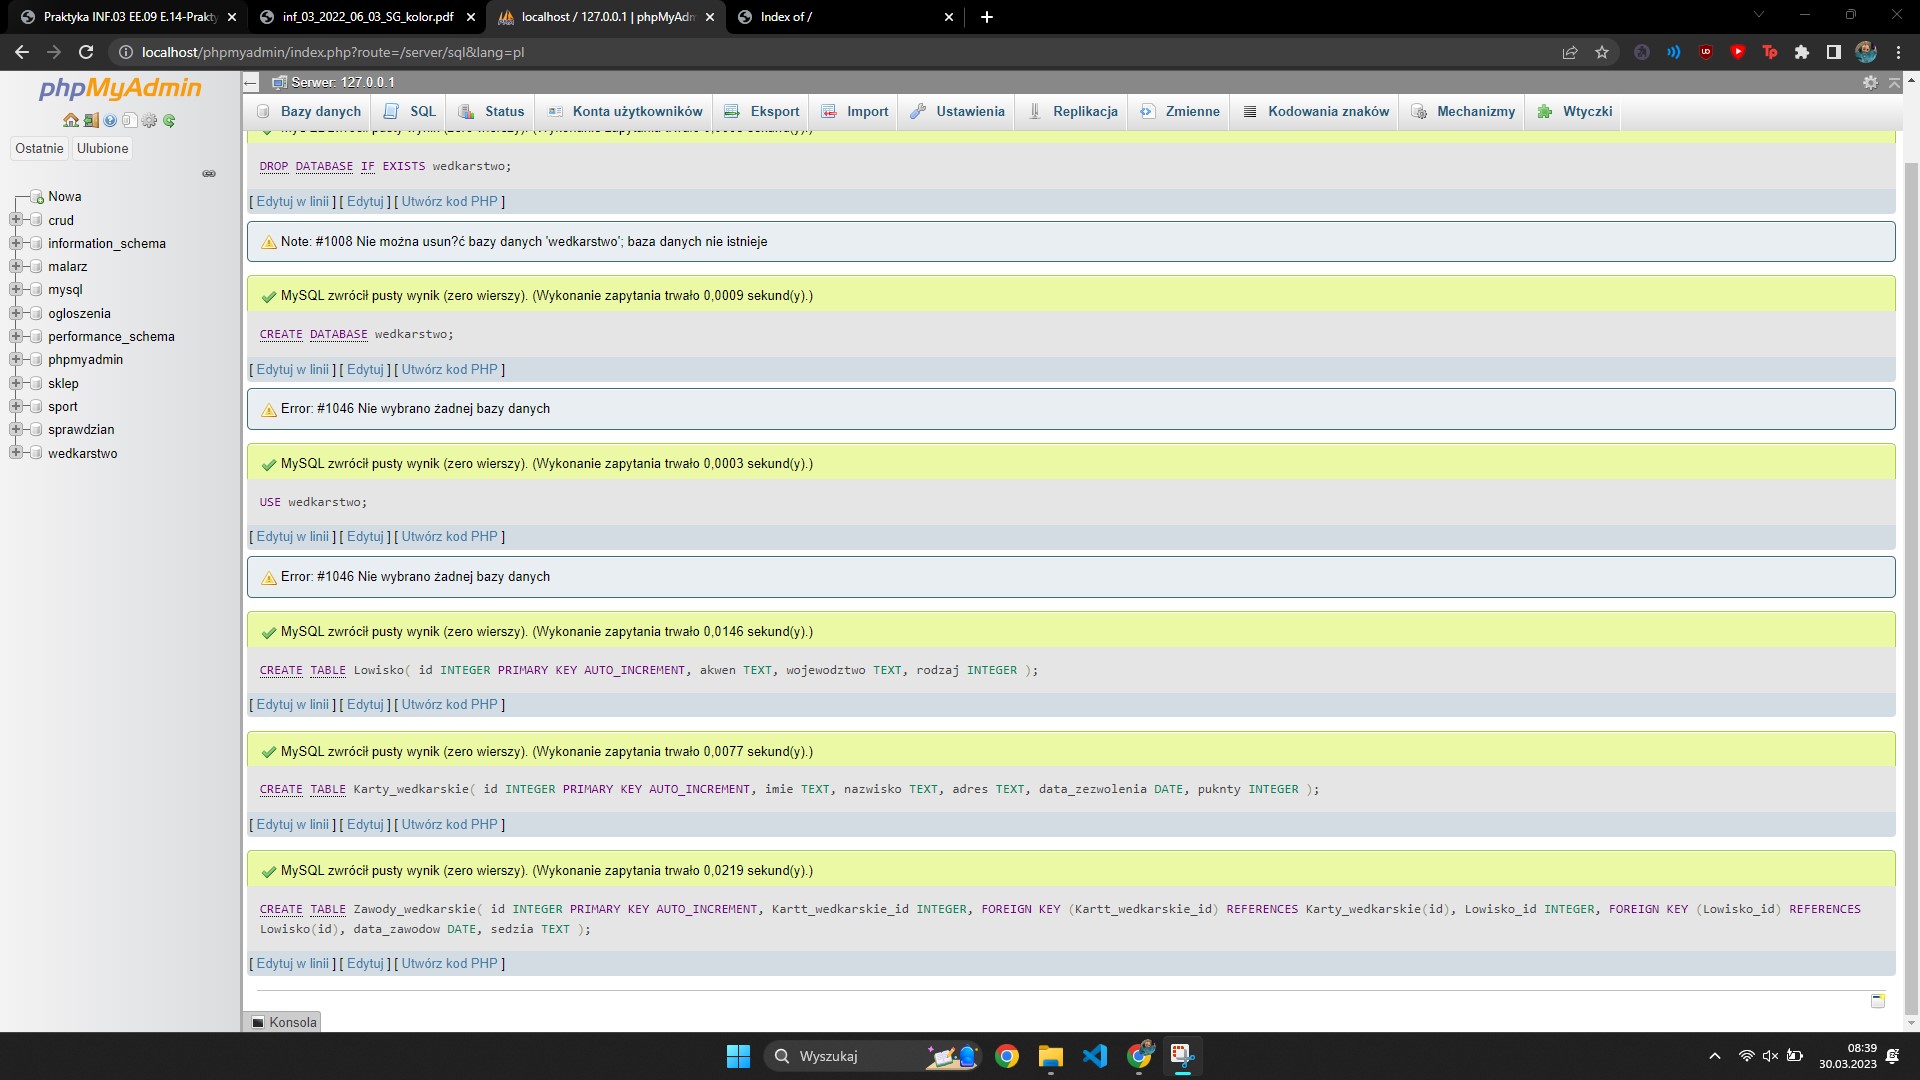 Praktyka INF.03 EE.09 E.14-Prakty
inf_03_2022_06_03_SG_kolor.pdf
localhost / 127.0.0.1 | phpMyAdm
Index of /
localhost/phpmyadmin/index.php?route=/server/sql&lang=pl
phpMyAdmin
Ostatnie
Ulubione
Nowa
crud
information_schema
malarz
mysql
ogloszenia
performance_schema
phpmyadmin
sklep
sport
sprawdzian
wedkarstwo
Serwer: 127.0.0.1
Bazy danych
SQL
Status
Konta użytkowników
Eksport
Import
Ustawienia
Replikacja
Zmienne
Kodowania znaków
Mechanizmy
Wtyczki
DROP DATABASE IF EXISTS wedkarstwo;
[ Edytuj w linii ] [ Edytuj ] [ Utwórz kod PHP ]
Note: #1008 Nie można usun?ć bazy danych 'wedkarstwo'; baza danych nie istnieje
MySQL zwrócił pusty wynik (zero wierszy). (Wykonanie zapytania trwało 0,0009 sekund(y).)
CREATE DATABASE wedkarstwo;
[ Edytuj w linii ] [ Edytuj ] [ Utwórz kod PHP ]
Error: #1046 Nie wybrano żadnej bazy danych
MySQL zwrócił pusty wynik (zero wierszy). (Wykonanie zapytania trwało 0,0003 sekund(y).)
USE wedkarstwo;
[ Edytuj w linii ] [ Edytuj ] [ Utwórz kod PHP ]
Error: #1046 Nie wybrano żadnej bazy danych
MySQL zwrócił pusty wynik (zero wierszy). (Wykonanie zapytania trwało 0,0146 sekund(y).)
CREATE TABLE Lowisko( id INTEGER PRIMARY KEY AUTO_INCREMENT, akwen TEXT, wojewodztwo TEXT, rodzaj INTEGER );
[ Edytuj w linii ] [ Edytuj ] [ Utwórz kod PHP ]
MySQL zwrócił pusty wynik (zero wierszy). (Wykonanie zapytania trwało 0,0077 sekund(y).)
CREATE TABLE Karty_wedkarskie( id INTEGER PRIMARY KEY AUTO_INCREMENT, imie TEXT, nazwisko TEXT, adres TEXT, data_zezwolenia DATE, puknty INTEGER );
[ Edytuj w linii ] [ Edytuj ] [ Utwórz kod PHP ]
MySQL zwrócił pusty wynik (zero wierszy). (Wykonanie zapytania trwało 0,0219 sekund(y).)
CREATE TABLE Zawody_wedkarskie( id INTEGER PRIMARY KEY AUTO_INCREMENT, Kartt_wedkarskie_id INTEGER, FOREIGN KEY (Kartt_wedkarskie_id) REFERENCES Karty_wedkarskie(id), Lowisko_id INTEGER, FOREIGN KEY (Lowisko_id) REFERENCES
Lowisko(id), data_zawodow DATE, sedzia TEXT );
[ Edytuj w linii ] [ Edytuj ] [ Utwórz kod PHP ]
Konsola
Wyszukaj
08:39
30.03.2023